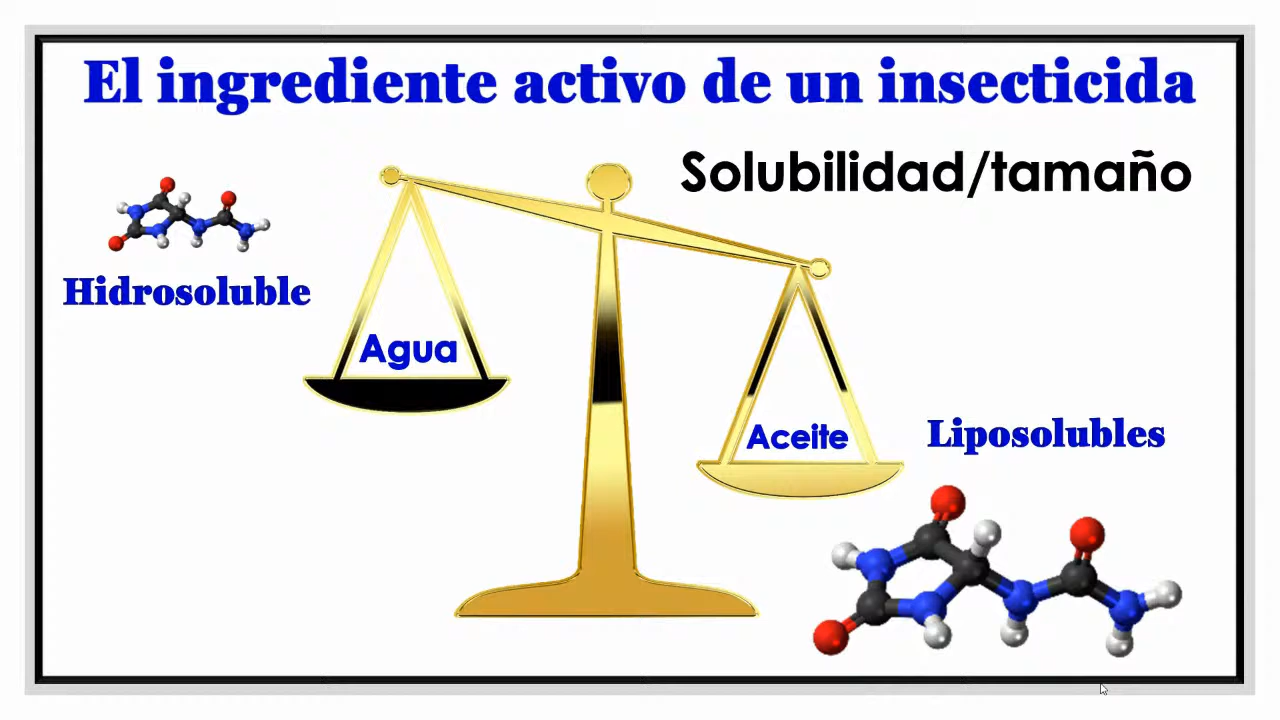 El ingrediente activo de un insecticida
Solubilidad/tamaño
Hidrosoluble
Agua
Aceite
Liposolubles